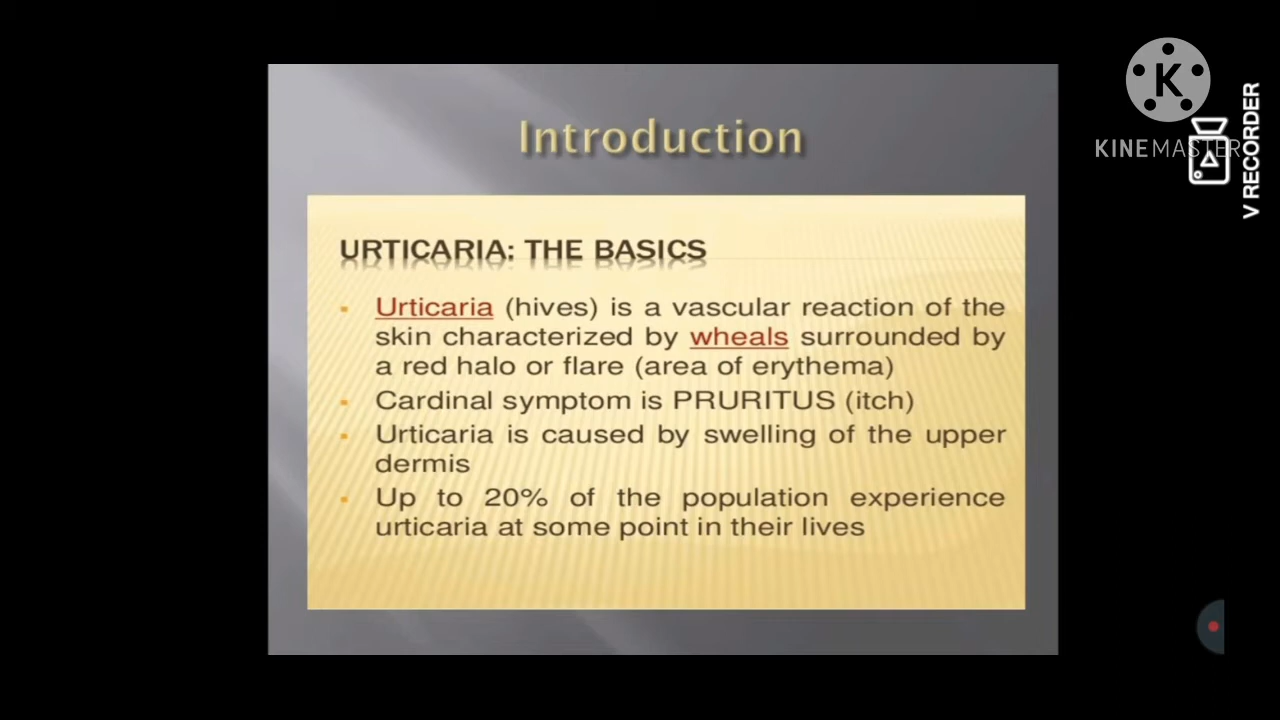 Introduction
URTICARIA: THE BASICS
Urticaria (hives) is a vascular reaction of the
skin characterized by wheals surrounded by
a red halo or flare (area of erythema)
Cardinal symptom is PRURITUS (itch)
Urticaria is caused by swelling of the upper
dermis
Up to 20% of the population experience
urticaria at some point in their lives
K
KINEMASTER
V RECORDER